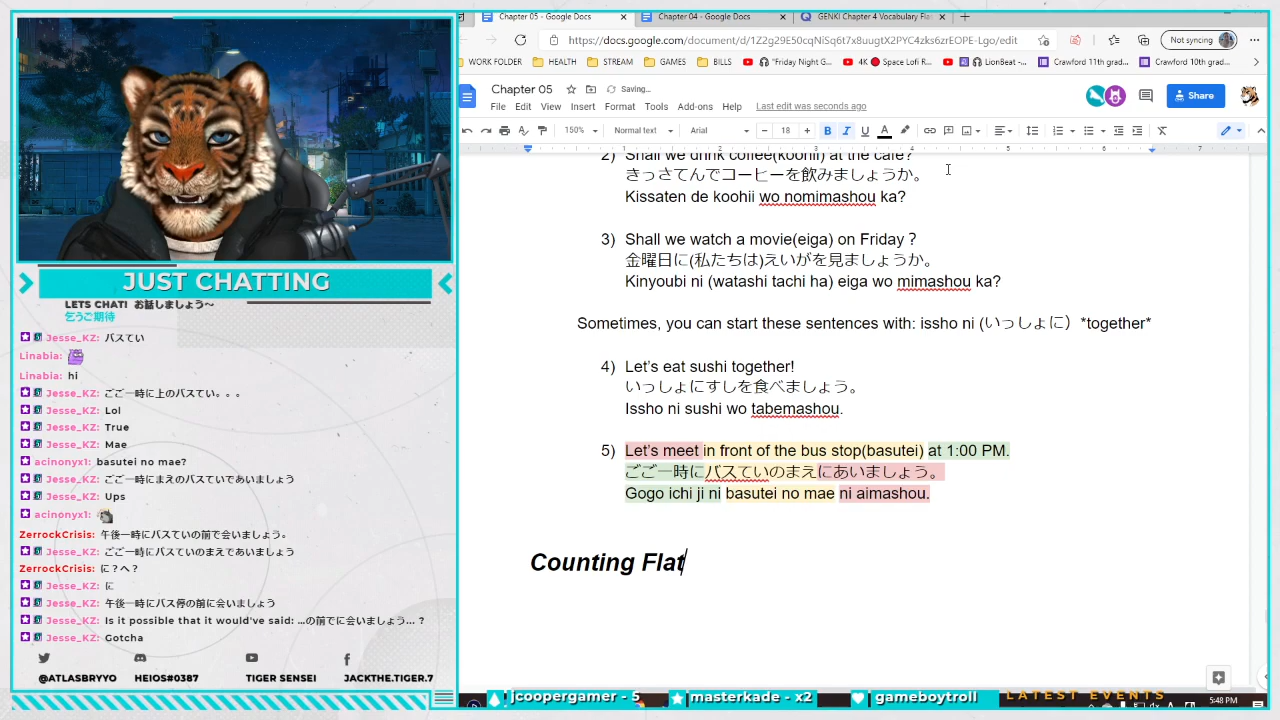 JUST CHATTING
LETS CHAT! お話しましょう〜
乞うご期待
Jesse_KZ: バスてい
Linabia:
Linabia: hi
Jesse_KZ: ごご一時に上のバスてい。。。
Jesse_KZ: Lol
Jesse_KZ: True
Jesse_KZ: Mae
acinonyx1: basutei no mae?
Jesse_KZ: ごご一時にまえのバスていであいましょう
Jesse_KZ: Ups
acinonyx1:
ZerrockCrisis: 午後一時にバスていの前で会いましょう。
Jesse_KZ: ごご一時にバスていのまえであいましょう
ZerrockCrisis: に？へ？
Jesse_KZ: に
Jesse_KZ: 午後一時にバス停の前に会いましょう
Jesse_KZ: Is it possible that it would've said: ...の前でに会いましょう... ?
Jesse_KZ: Gotcha
@ATLASBRYYO HEIOS#0387 TIGER SENSEI JACKTHE.TIGER.7
Chapter 05 - Google Docs
Chapter 04 - Google Docs
GENKI Chapter 4 Vocabulary Flas
https://docs.google.com/document/d/1Z2g29E50cqNiSq6t7x8uugtX2PYC4zks6zrEOPE-Lgo/edit
Not syncing
WORK FOLDER HEALTH STREAM GAMES BILLS "Friday Night G... 4K Space Lofi R... LionBeat -... Crawford 11th grad... Crawford 10th grad...
Chapter 05 Saving...
File Edit View Insert Format Tools Add-ons Help Last edit was seconds ago
Share
150% Normal text Arial 18 B I U A
2) Shall we drink coffee(koohii) at the cafe?
きっさてんでコーヒーを飲みましょうか。
Kissaten de koohii wo nomimashou ka?
3) Shall we watch a movie(eiga) on Friday？
金曜日に(私たちは)えいがを見ましょうか。
Kinyoubi ni (watashi tachi ha) eiga wo mimashou ka?
Sometimes, you can start these sentences with: issho ni (いっしょに）*together*
4) Let's eat sushi together!
いっしょにすしを食べましょう。
Issho ni sushi wo tabemashou.
5) Let's meet in front of the bus stop(basutei) at 1:00 PM.
ごご一時にバスていのまえにあいましょう。
Gogo ichi ji ni basutei no mae ni aimashou.
Counting Flat
jcoopergamer - 5 masterkade - x2 gameboytroll LATEST EVEN
5:48 PM